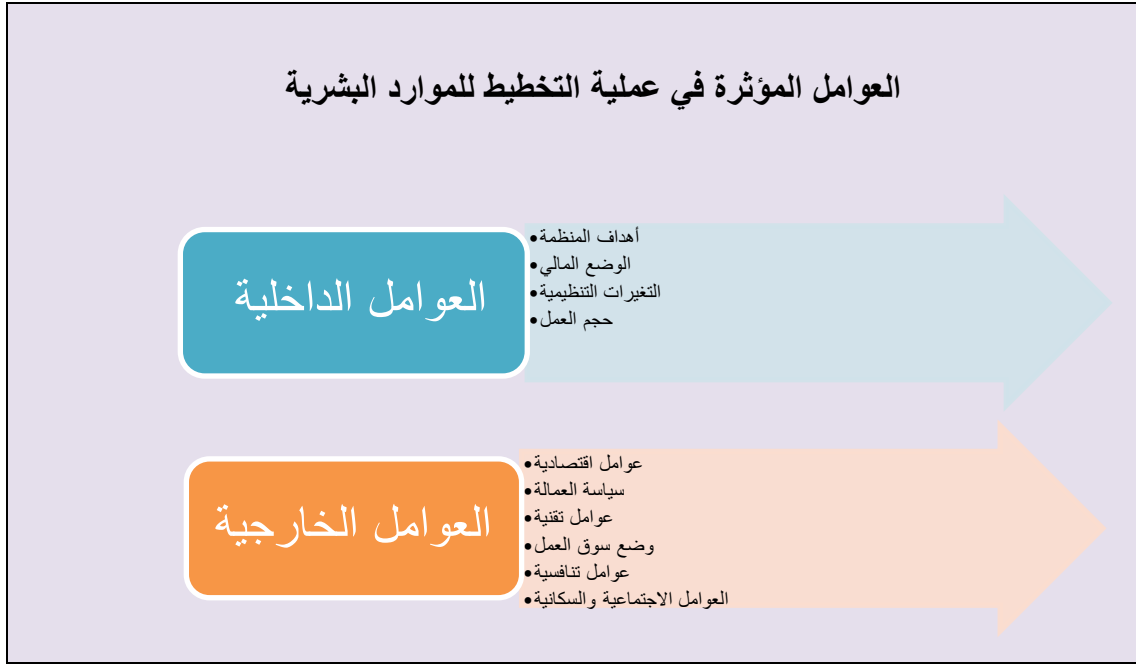 العوامل المؤثرة في عملية التخطيط للموارد البشرية
العوامل الداخلية
•أهداف المنظمة
•الوضع المالي
•التغيرات التنظيمية
•حجم العمل
العوامل الخارجية
•عوامل اقتصادية
•سياسة العمالة
•عوامل تقنية
•وضع سوق العمل
•عوامل تنافسية
•العوامل الاجتماعية والسكانية